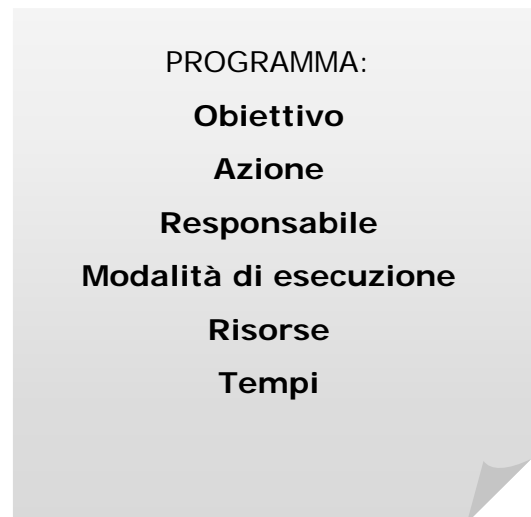 PROGRAMMA:
Obiettivo
Azione
Responsabile
Modalità di esecuzione
Risorse
Tempi